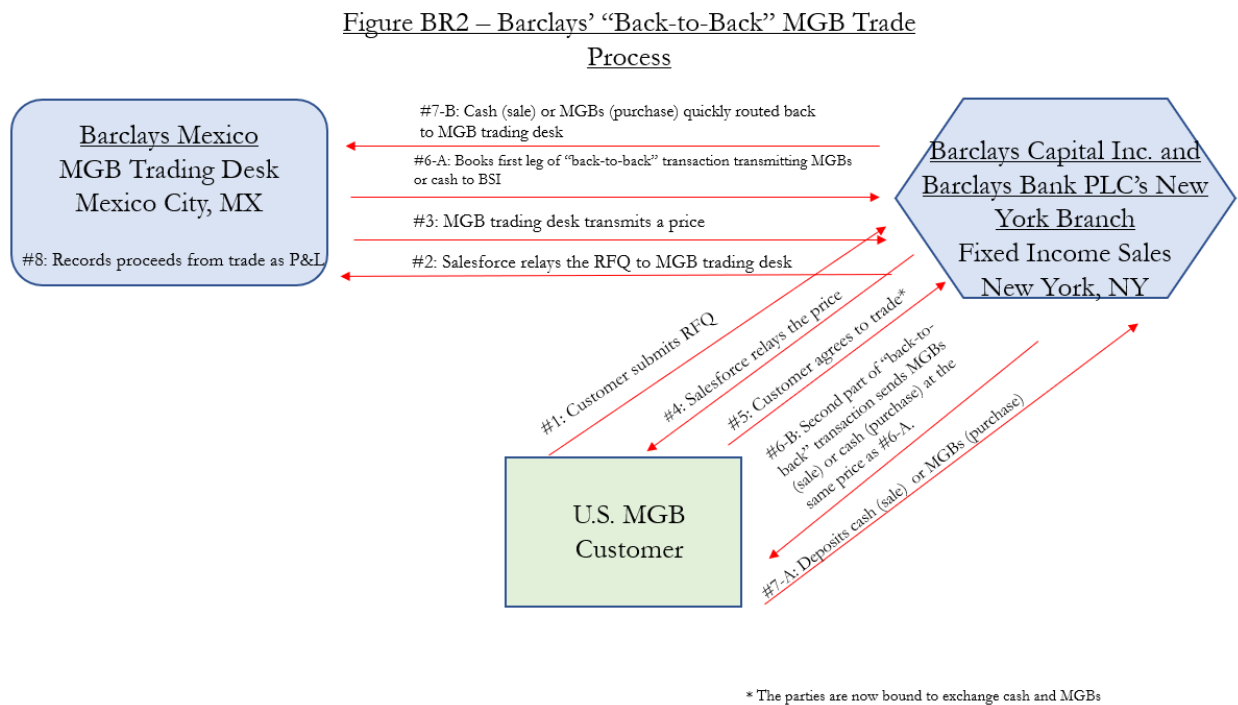 Figure BR2 – Barclays’ “Back-to-Back” MGB Trade
Process
Barclays Mexico
MGB Trading Desk
Mexico City, MX
#8: Records proceeds from trade as P&L
#7-B: Cash (sale) or MGBs (purchase) quickly routed back
to MGB trading desk
#6-A: Books first leg of “back-to-back” transaction transmitting MGBs
or cash to BSI
#3: MGB trading desk transmits a price
#2: Salesforce relays the RFQ to MGB trading desk
Barclays Capital Inc. and
Barclays Bank PLC’s New
York Branch
Fixed Income Sales
New York, NY
#1: Customer submits RFQ
#4: Salesforce relays the price
#5: Customer agrees to trade*
#6-B: Second part of “back-to-
back” transaction sends MGBs
(sale) or cash (purchase) at the
same price as #6-A.
#7-A: Deposits cash (sale) or MGBs (purchase)
U.S. MGB
Customer
* The parties are now bound to exchange cash and MGBs